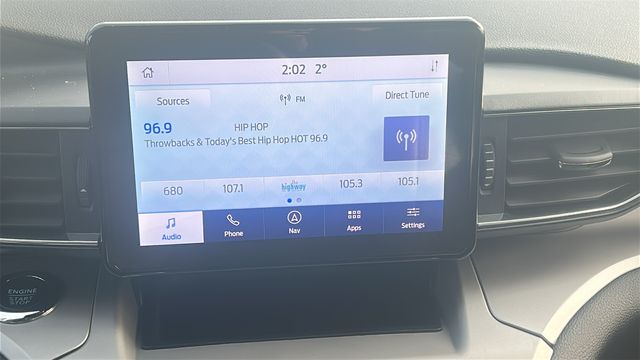 2:02 2°
Sources
FM
Direct Tune
96.9
HIP HOP
Throwbacks & Today's Best Hip Hop HOT 96.9
680 107.1 the highway 105.3 105.1
Audio Phone Nav Apps Settings
ENGINE
START
STOP